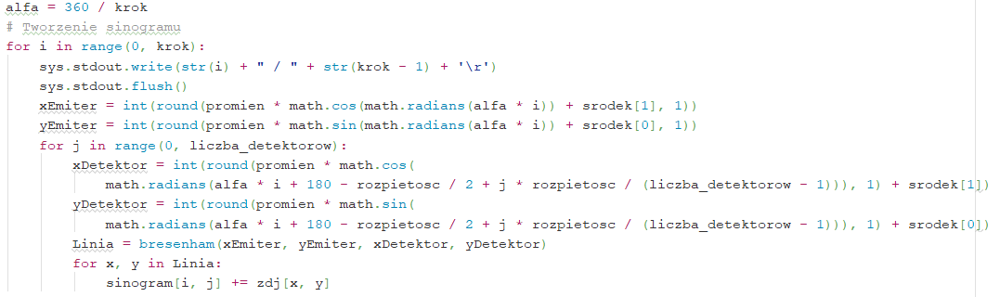 alfa = 360 / krok
# Tworzenie sinogramu
for i in range(0, krok):
    sys.stdout.write(str(i) + " / " + str(krok - 1) + '\r')
    sys.stdout.flush()
    xEmiter = int(round(promien * math.cos(math.radians(alfa * i)) + srodek[1], 1))
    yEmiter = int(round(promien * math.sin(math.radians(alfa * i)) + srodek[0], 1))
    for j in range(0, liczba_detektorow):
        xDetektor = int(round(promien * math.cos(
            math.radians(alfa * i + 180 - rozpietosc / 2 + j * rozpietosc / (liczba_detektorow - 1))), 1) + srodek[1])
        yDetektor = int(round(promien * math.sin(
            math.radians(alfa * i + 180 - rozpietosc / 2 + j * rozpietosc / (liczba_detektorow - 1))), 1) + srodek[0])
        Linia = bresenham(xEmiter, yEmiter, xDetektor, yDetektor)
        for x, y in Linia:
            sinogram[i, j] += zdj[x, y]